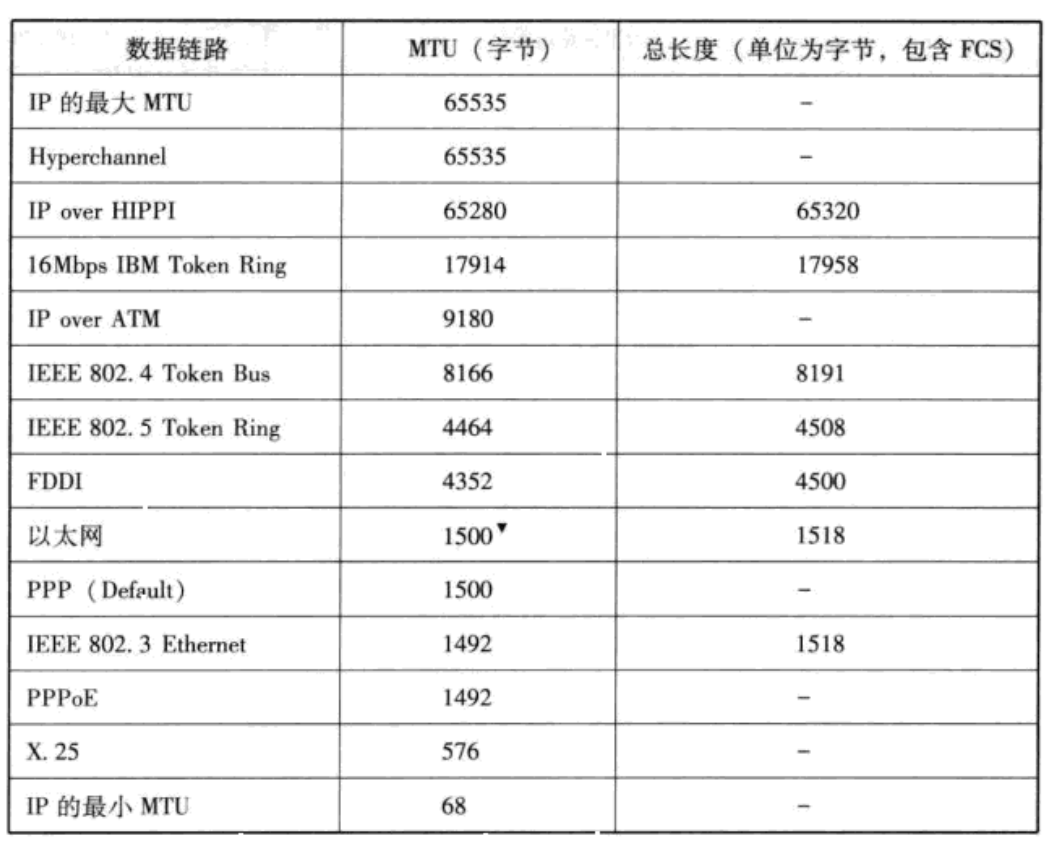 数据链路 MTU（字节） 总长度（单位为字节，包含 FCS）
IP 的最大 MTU 65535 –
Hyperchannel 65535 –
IP over HIPPI 65280 65320
16Mbps IBM Token Ring 17914 17958
IP over ATM 9180 –
IEEE 802. 4 Token Bus 8166 8191
IEEE 802. 5 Token Ring 4464 4508
FDDI 4352 4500
以太网 1500▼ 1518
PPP （Default） 1500 –
IEEE 802. 3 Ethernet 1492 1518
PPPoE 1492 –
X. 25 576 –
IP 的最小 MTU 68 –